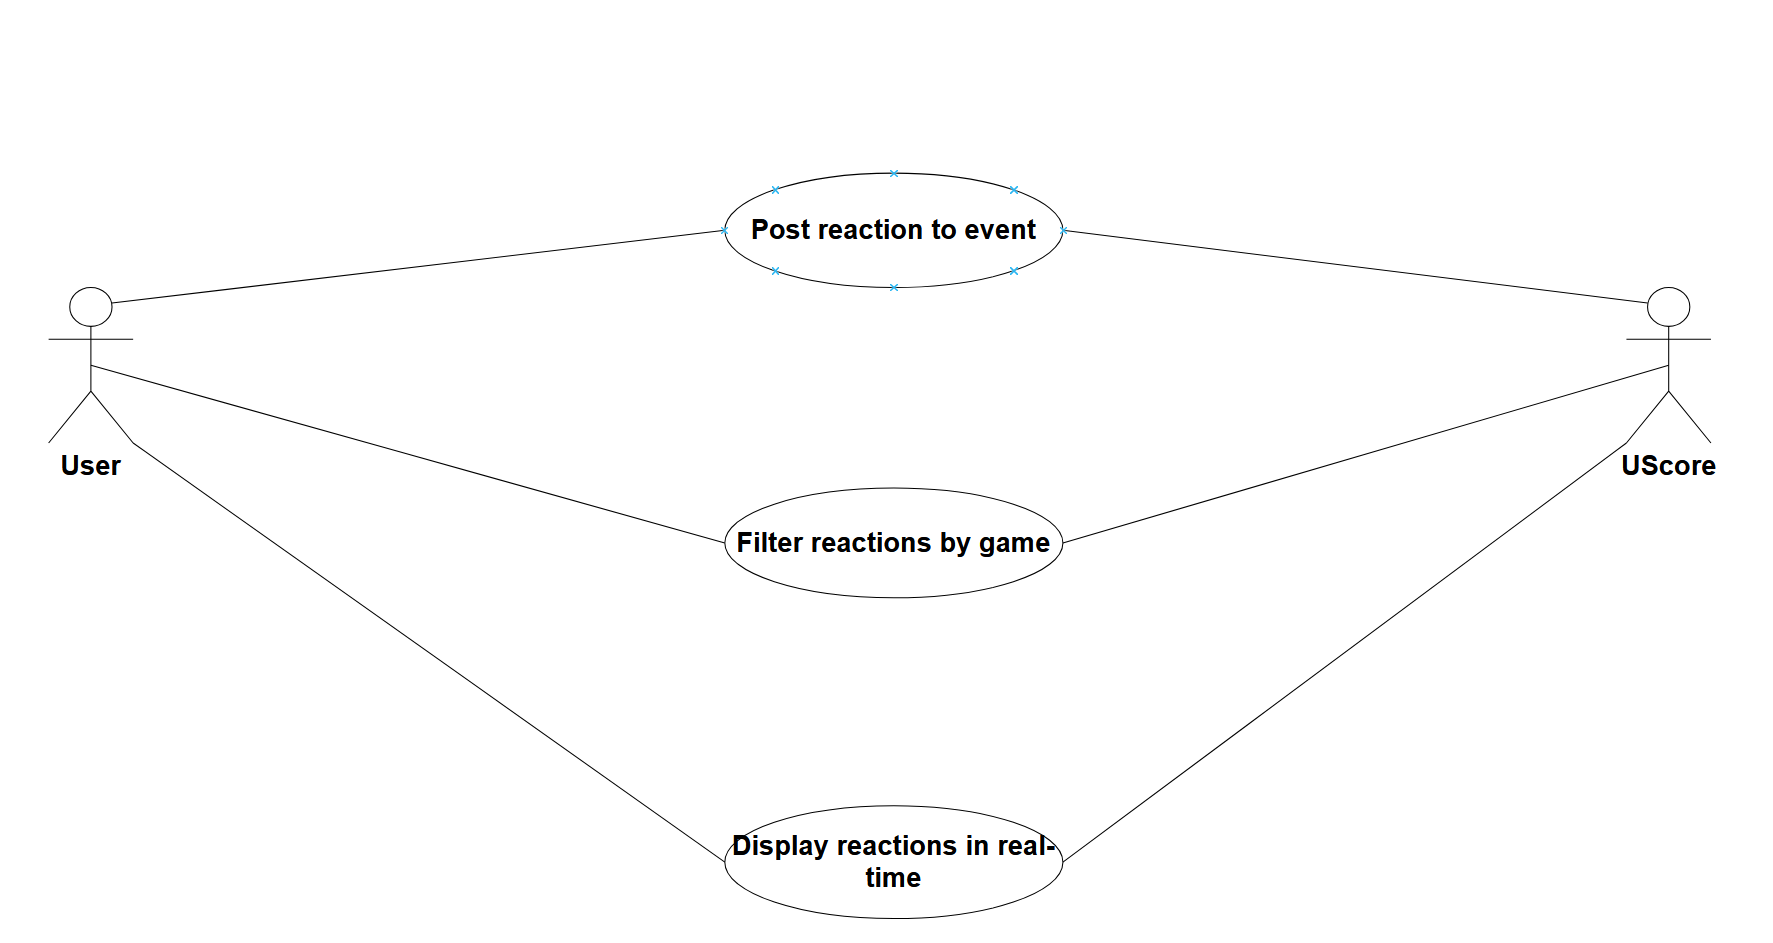 Post reaction to event
User
UScore
Filter reactions by game
Display reactions in real-
time